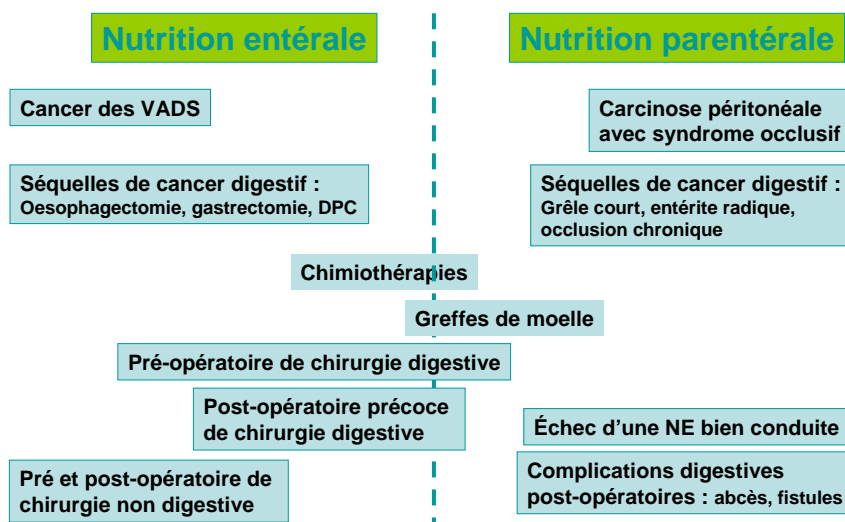 Nutrition entérale
Nutrition parentérale
Cancer des VADS
Carcinose péritonéale
avec syndrome occlusif
Séquelles de cancer digestif :
Oesophagectomie, gastrectomie, DPC
Séquelles de cancer digestif :
Grêle court, entérite radique,
occlusion chronique
Chimiothérapies
Greffes de moelle
Pré-opératoire de chirurgie digestive
Post-opératoire précoce
de chirurgie digestive
Échec d’une NE bien conduite
Pré et post-opératoire de
chirurgie non digestive
Complications digestives
post-opératoires : abcès, fistules